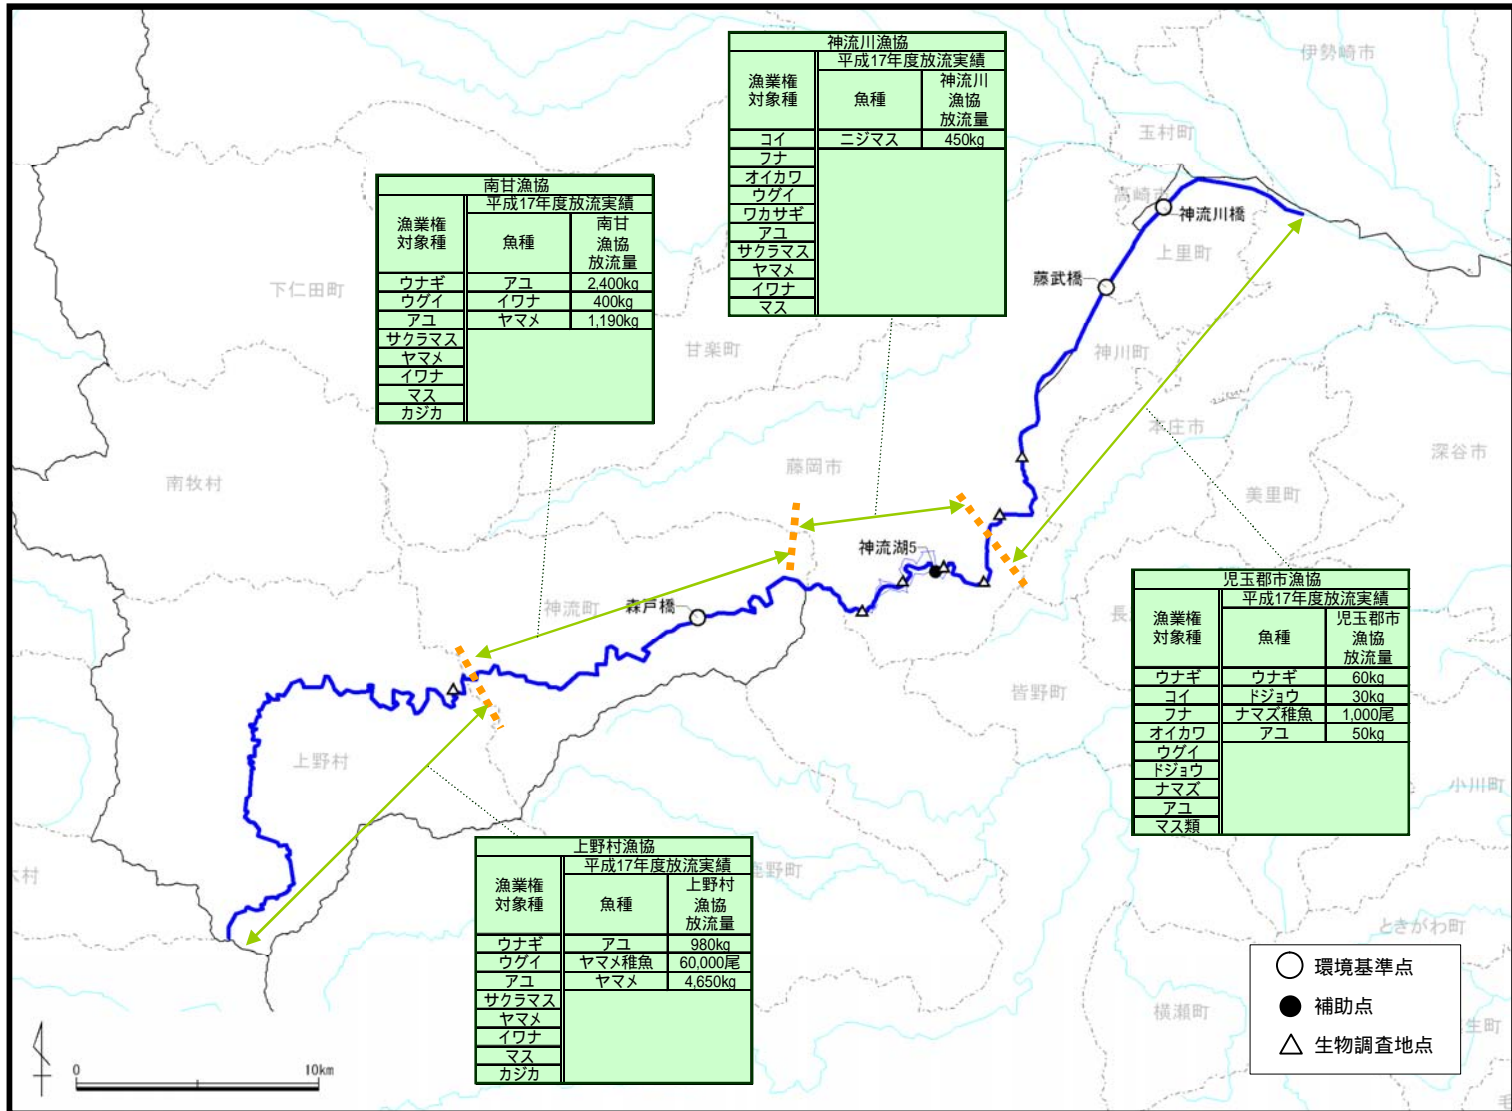 神流川漁協
漁業権
対象種
平成17年度放流実績
魚種
神流川
漁協
放流量
コイ
ニジマス
450kg
フナ
オイカワ
ウグイ
ワカサギ
アユ
サクラマス
ヤマメ
イワナ
マス
南甘漁協
漁業権
対象種
平成17年度放流実績
魚種
南甘
漁協
放流量
ウナギ
アユ
2,400kg
ウグイ
イワナ
400kg
アユ
ヤマメ
1,190kg
サクラマス
ヤマメ
イワナ
マス
カジカ
伊勢崎市
玉村町
高崎市
神流川橋
上里町
藤武橋
下仁田町
甘楽町
神川町
本庄市
深谷市
藤岡市
美里町
南牧村
神流湖5
神流町
森戸橋
長
皆野町
上野村
小川町
児玉郡市漁協
漁業権
対象種
平成17年度放流実績
魚種
児玉郡市
漁協
放流量
ウナギ
ウナギ
60kg
コイ
ドジョウ
30kg
フナ
ナマズ稚魚
1,000尾
オイカワ
アユ
50kg
ウグイ
ドジョウ
ナマズ
アユ
マス類
上野村漁協
漁業権
対象種
平成17年度放流実績
魚種
上野村
漁協
放流量
ウナギ
アユ
980kg
ウグイ
ヤマメ稚魚
60,000尾
アユ
ヤマメ
4,650kg
サクラマス
ヤマメ
イワナ
マス
カジカ
村
鹿野町
ときがわ町
横瀬町
生町
環境基準点
補助点
生物調査地点
0
10km